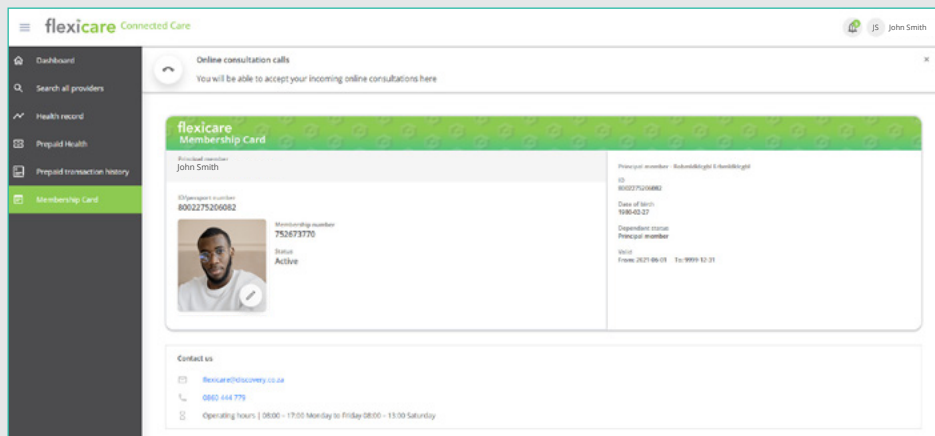 flexicare Connected Care
JS John Smith
Dashboard
Search all providers
Health record
Prepaid Health
Prepaid transaction history
Membership Card
Online consultation calls
You will be able to accept your incoming online consultations here
flexicare
Membership Card
Principal member
John Smith
ID/passport number
8002275206082
Membership number
752673770
Status
Active
Principal member -
ID
8002275206082
Date of birth
1980-02-27
Dependant status
Principal member
Valid
From: 2021-06-01 To: 9999-12-31
Contact us
flexicare@discovery.co.za
0860 444 779
Operating hours | 08:00 - 17:00 Monday to Friday 08:00 - 13:00 Saturday